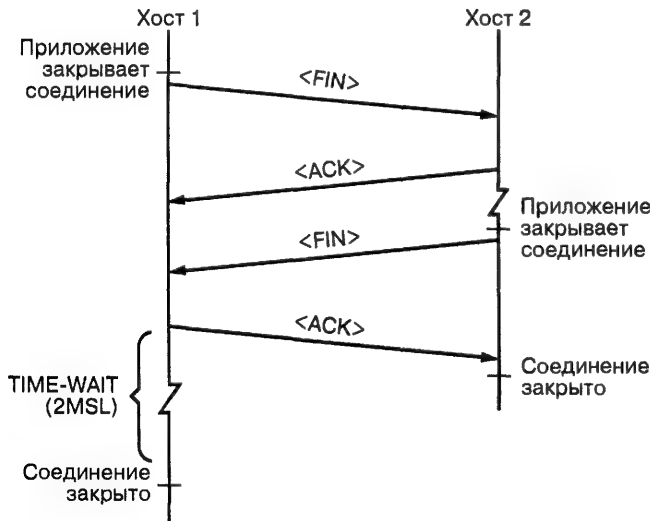 Хост 1
Хост 2
Приложение
закрывает
соединение
<FIN>
<ACK>
Приложение
закрывает
соединение
<FIN>
<ACK>
Соединение
закрыто
TIME-WAIT
(2MSL)
Соединение
закрыто